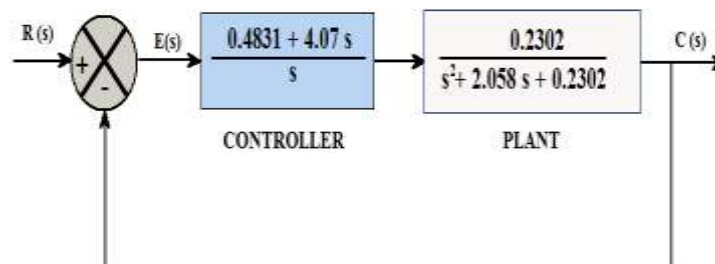 R(s)
E(s)
0.4831 + 4.07 s
s
0.2302
s²+ 2.058 s + 0.2302
C(s)
+
-
CONTROLLER
PLANT